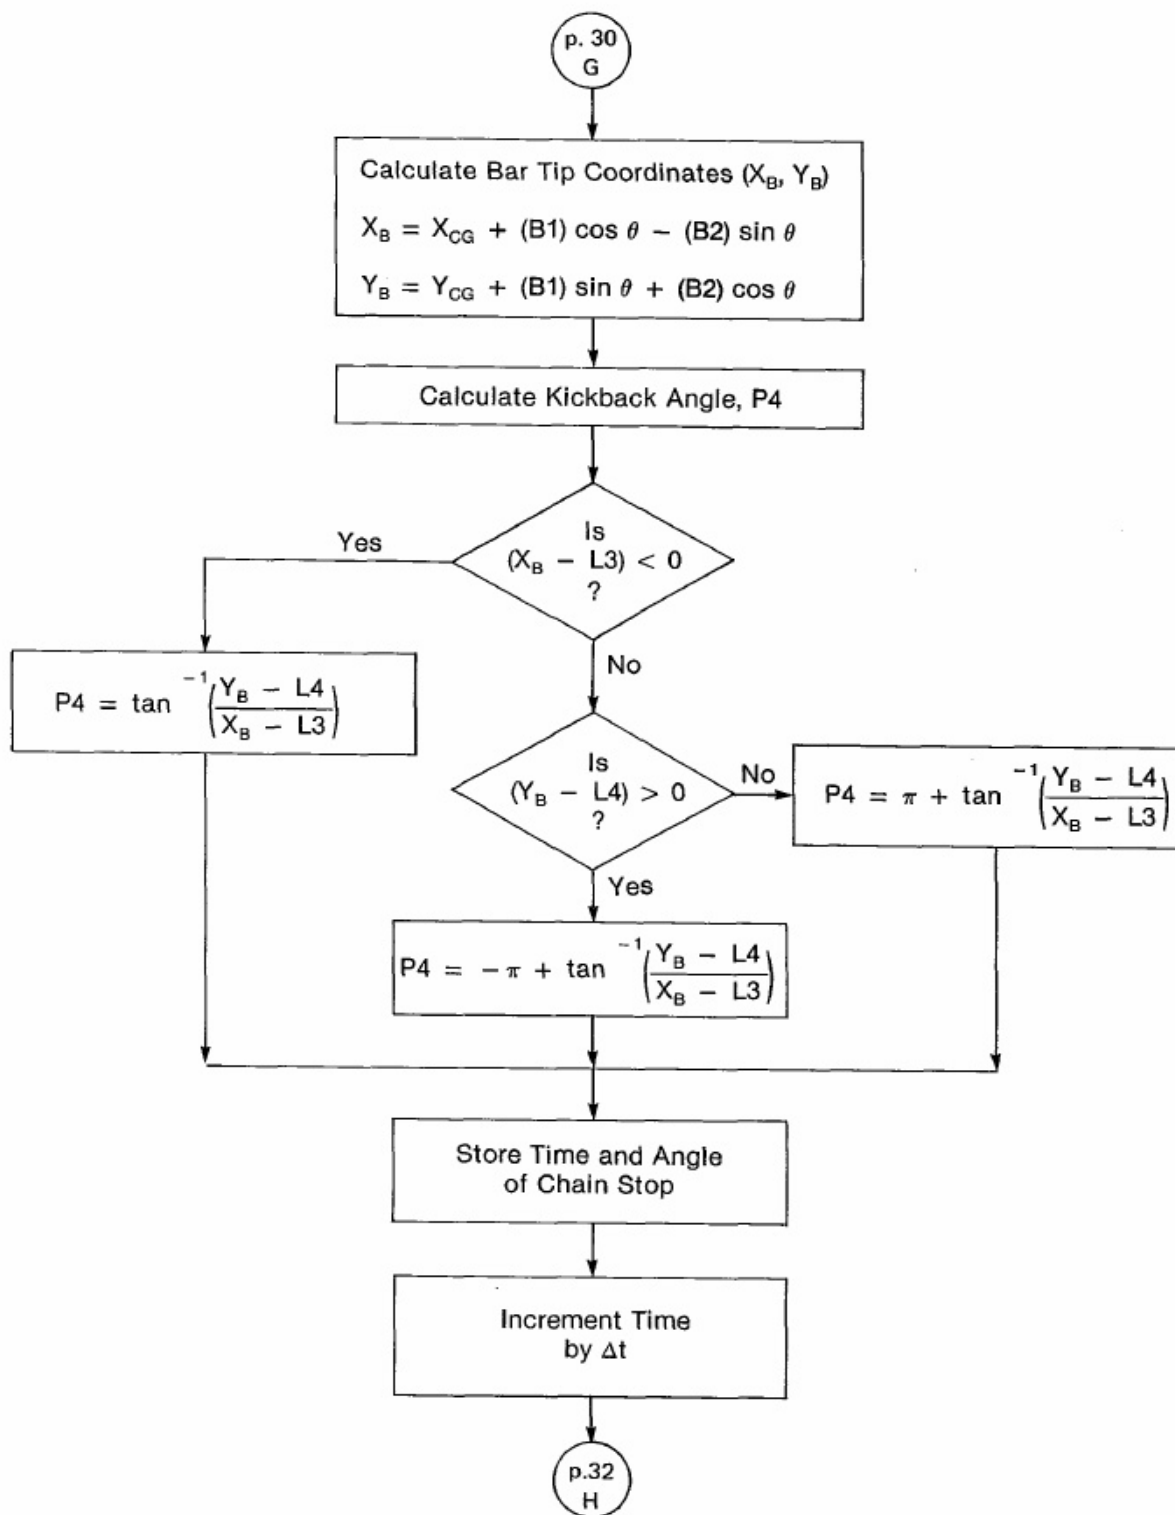 p. 30
G
Calculate Bar Tip Coordinates (X_B, Y_B)
X_B = X_CG + (B1) cos θ − (B2) sin θ
Y_B = Y_CG + (B1) sin θ + (B2) cos θ
Calculate Kickback Angle, P4
Is
(X_B − L3) < 0
?
Yes
No
P4 = tan ⁻¹((Y_B − L4)/(X_B − L3))
Is
(Y_B − L4) > 0
?
No
Yes
P4 = π + tan ⁻¹((Y_B − L4)/(X_B − L3))
P4 = −π + tan ⁻¹((Y_B − L4)/(X_B − L3))
Store Time and Angle
of Chain Stop
Increment Time
by Δt
p.32
H